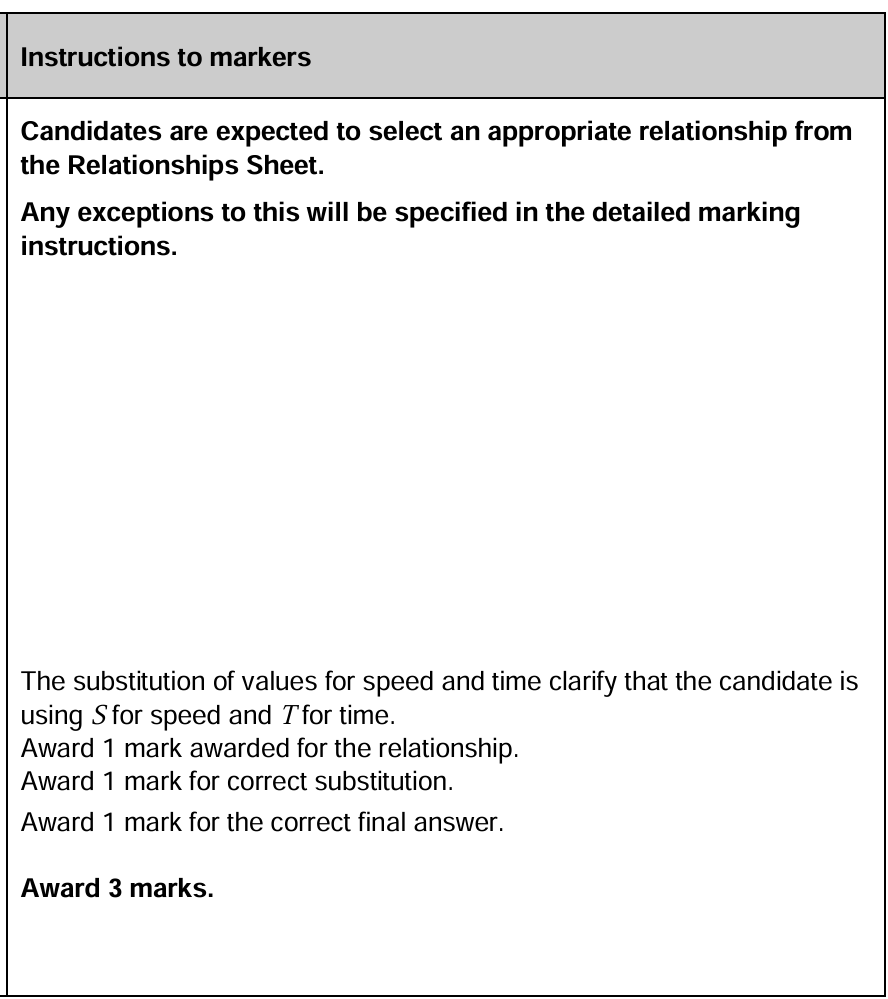 Instructions to markers
Candidates are expected to select an appropriate relationship from
the Relationships Sheet.
Any exceptions to this will be specified in the detailed marking
instructions.
The substitution of values for speed and time clarify that the candidate is
using S for speed and T for time.
Award 1 mark awarded for the relationship.
Award 1 mark for correct substitution.
Award 1 mark for the correct final answer.
Award 3 marks.